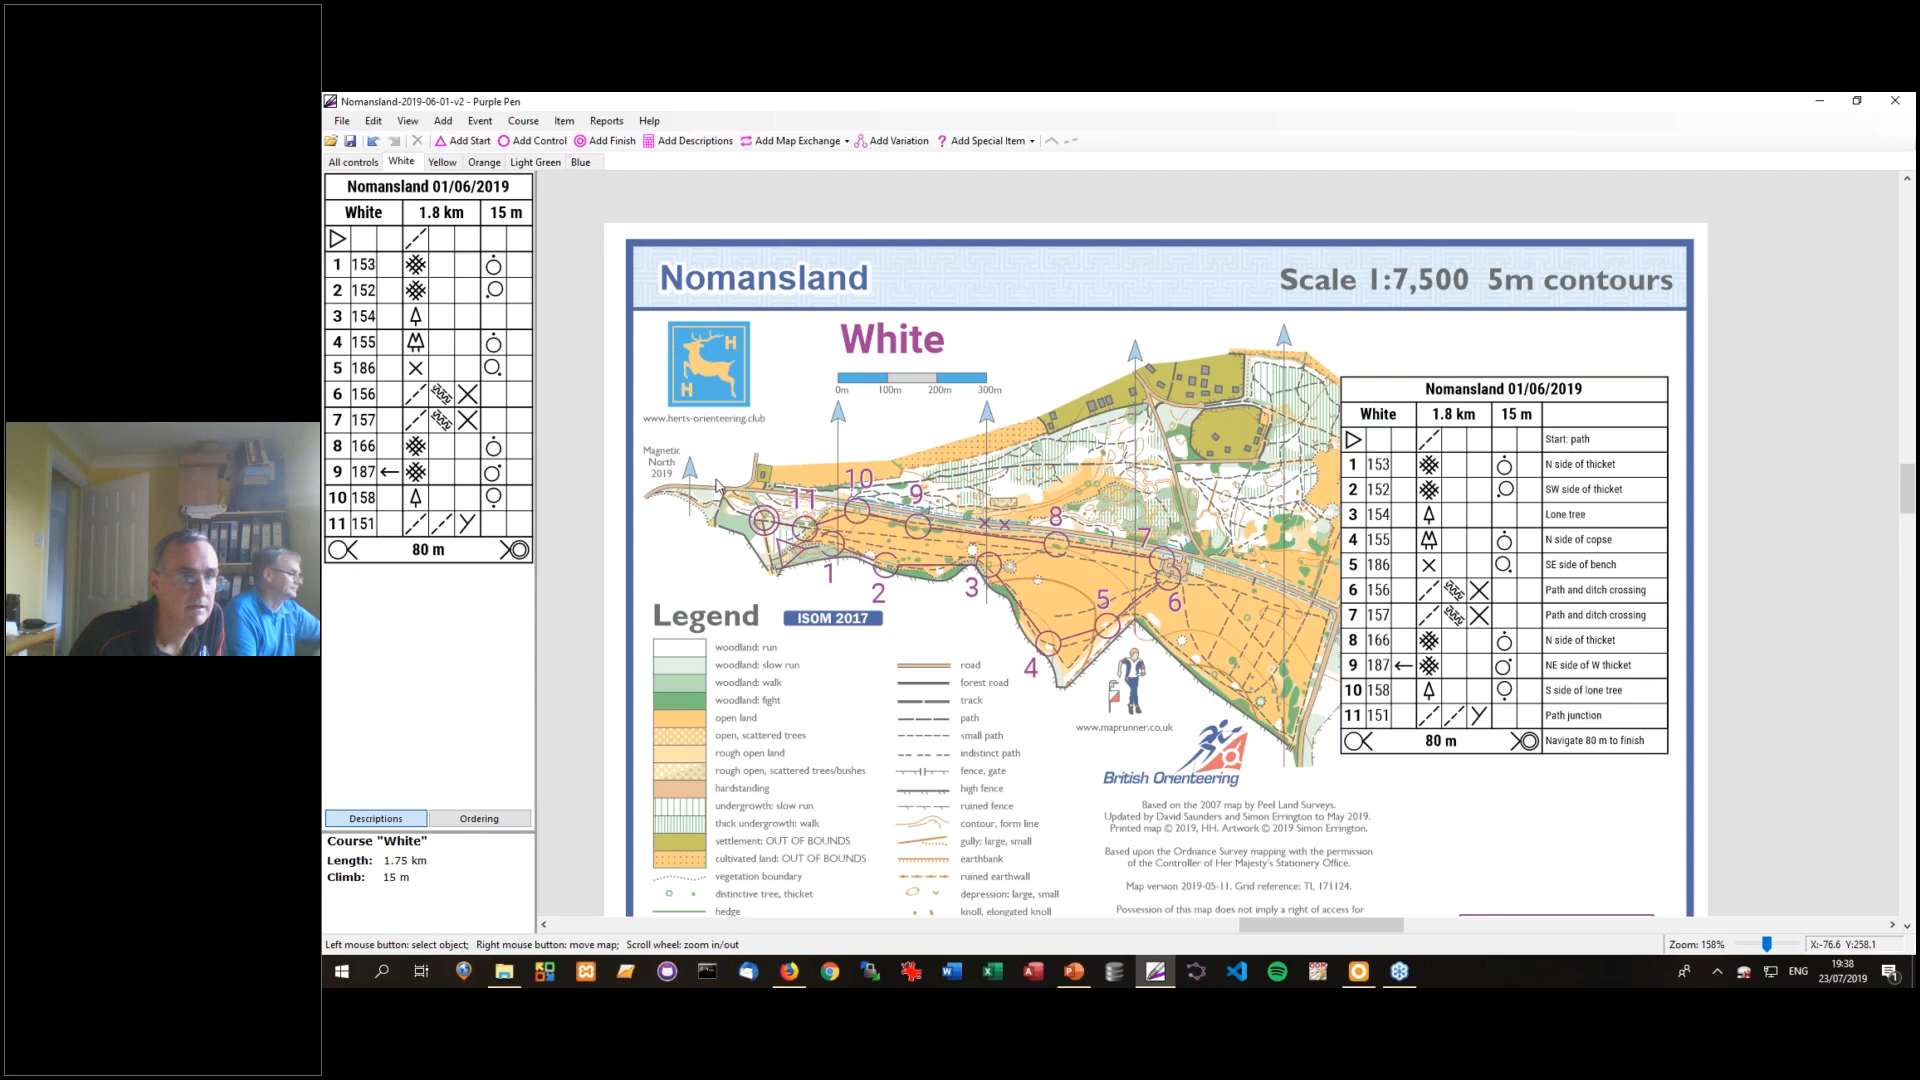 Nomansland-2019-06-01-v2 - Purple Pen
File Edit View Add Event Course Item Reports Help
Add Start Add Control Add Finish Add Descriptions Add Map Exchange Add Variation ? Add Special Item
All controls White Yellow Orange Light Green Blue
Nomansland 01/06/2019
White 1.8 km 15 m
1 153
2 152
3 154
4 155
5 186
6 156
7 157
8 166
9 187
10 158
11 151
80 m
Descriptions Ordering
Course "White"
Length: 1.75 km
Climb: 15 m
Nomansland
Scale 1:7,500 5m contours
H
H
www.herts-orienteering.club
White
0m 100m 200m 300m
Magnetic
North
2019
10
11
9
8
7
1
2
3
5
6
4
Nomansland 01/06/2019
White 1.8 km 15 m
Start: path
1 153 N side of thicket
2 152 SW side of thicket
3 154 Lone tree
4 155 N side of copse
5 186 SE side of bench
6 156 Path and ditch crossing
7 157 Path and ditch crossing
8 166 N side of thicket
9 187 NE side of W thicket
10 158 S side of lone tree
11 151 Path junction
80 m Navigate 80 m to finish
Legend
ISOM 2017
woodland: run
woodland: slow run
woodland: walk
woodland: fight
open land
open, scattered trees
rough open land
rough open, scattered trees/bushes
hardstanding
undergrowth: slow run
thick undergrowth: walk
settlement: OUT OF BOUNDS
cultivated land: OUT OF BOUNDS
vegetation boundary
distinctive tree, thicket
hedge
road
forest road
track
path
small path
indistinct path
fence, gate
high fence
ruined fence
contour, form line
gully: large, small
earthbank
ruined earthwall
depression: large, small
knoll, elongated knoll
www.maprunner.co.uk
British Orienteering
Based on the 2007 map by Peel Land Surveys.
Updated by David Saunders and Simon Errington to May 2019.
Printed map © 2019, HH. Artwork © 2019 Simon Errington.
Based upon the Ordnance Survey mapping with the permission
of the Controller of Her Majesty's Stationery Office.
Map version 2019-05-11. Grid reference: TL 171124.
Possession of this map does not imply a right of access for
Left mouse button: select object; Right mouse button: move map; Scroll wheel: zoom in/out
Zoom: 158%
X:-76.6 Y:258.1
ENG
19:38
23/07/2019
1